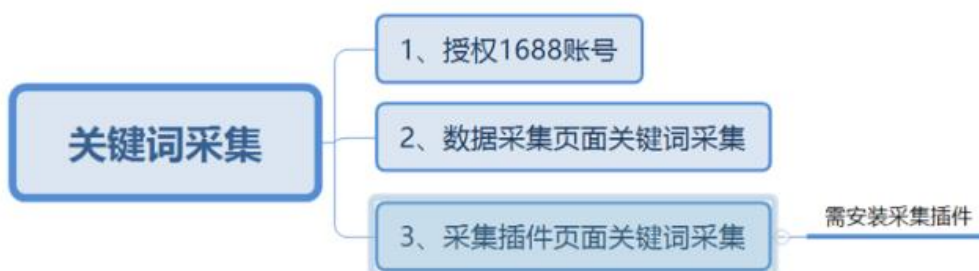 关键词采集
1、授权1688账号
2、数据采集页面关键词采集
3、采集插件页面关键词采集
需安装采集插件